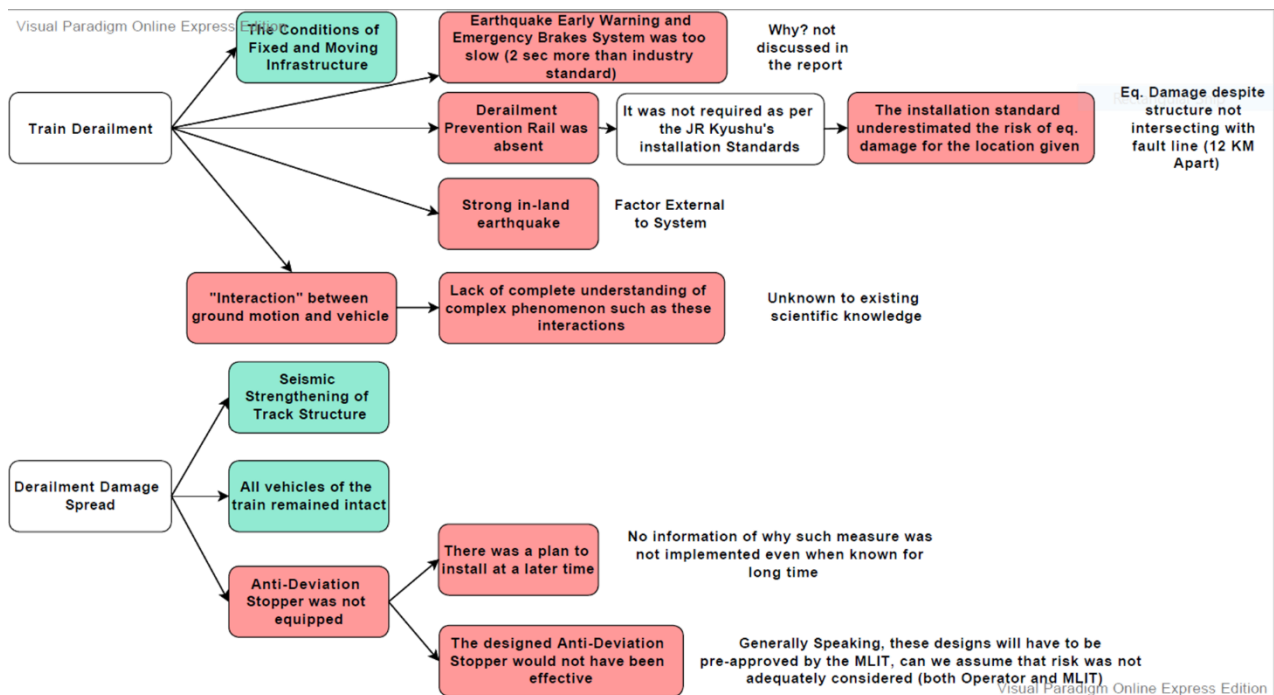 Visual Paradigm Online Express Edition
The Conditions of
Fixed and Moving
Infrastructure
Earthquake Early Warning and
Emergency Brakes System was too
slow (2 sec more than industry
standard)
Why? not
discussed in
the report
Train Derailment
Derailment
Prevention Rail was
absent
It was not required as per
the JR Kyushu's
installation Standards
The installation standard
underestimated the risk of eq.
damage for the location given
Eq. Damage despite
structure not
intersecting with
fault line (12 KM
Apart)
Strong in-land
earthquake
Factor External
to System
"Interaction" between
ground motion and vehicle
Lack of complete understanding of
complex phenomenon such as these
interactions
Unknown to existing
scientific knowledge
Seismic
Strengthening of
Track Structure
Derailment Damage
Spread
All vehicles of the
train remained intact
Anti-Deviation
Stopper was not
equipped
There was a plan to
install at a later time
No information of why such measure was
not implemented even when known for
long time
The designed Anti-Deviation
Stopper would not have been
effective
Generally Speaking, these designs will have to be
pre-approved by the MLIT, can we assume that risk was not
adequately considered (both Operator and MLIT)
Visual Paradigm Online Express Edition